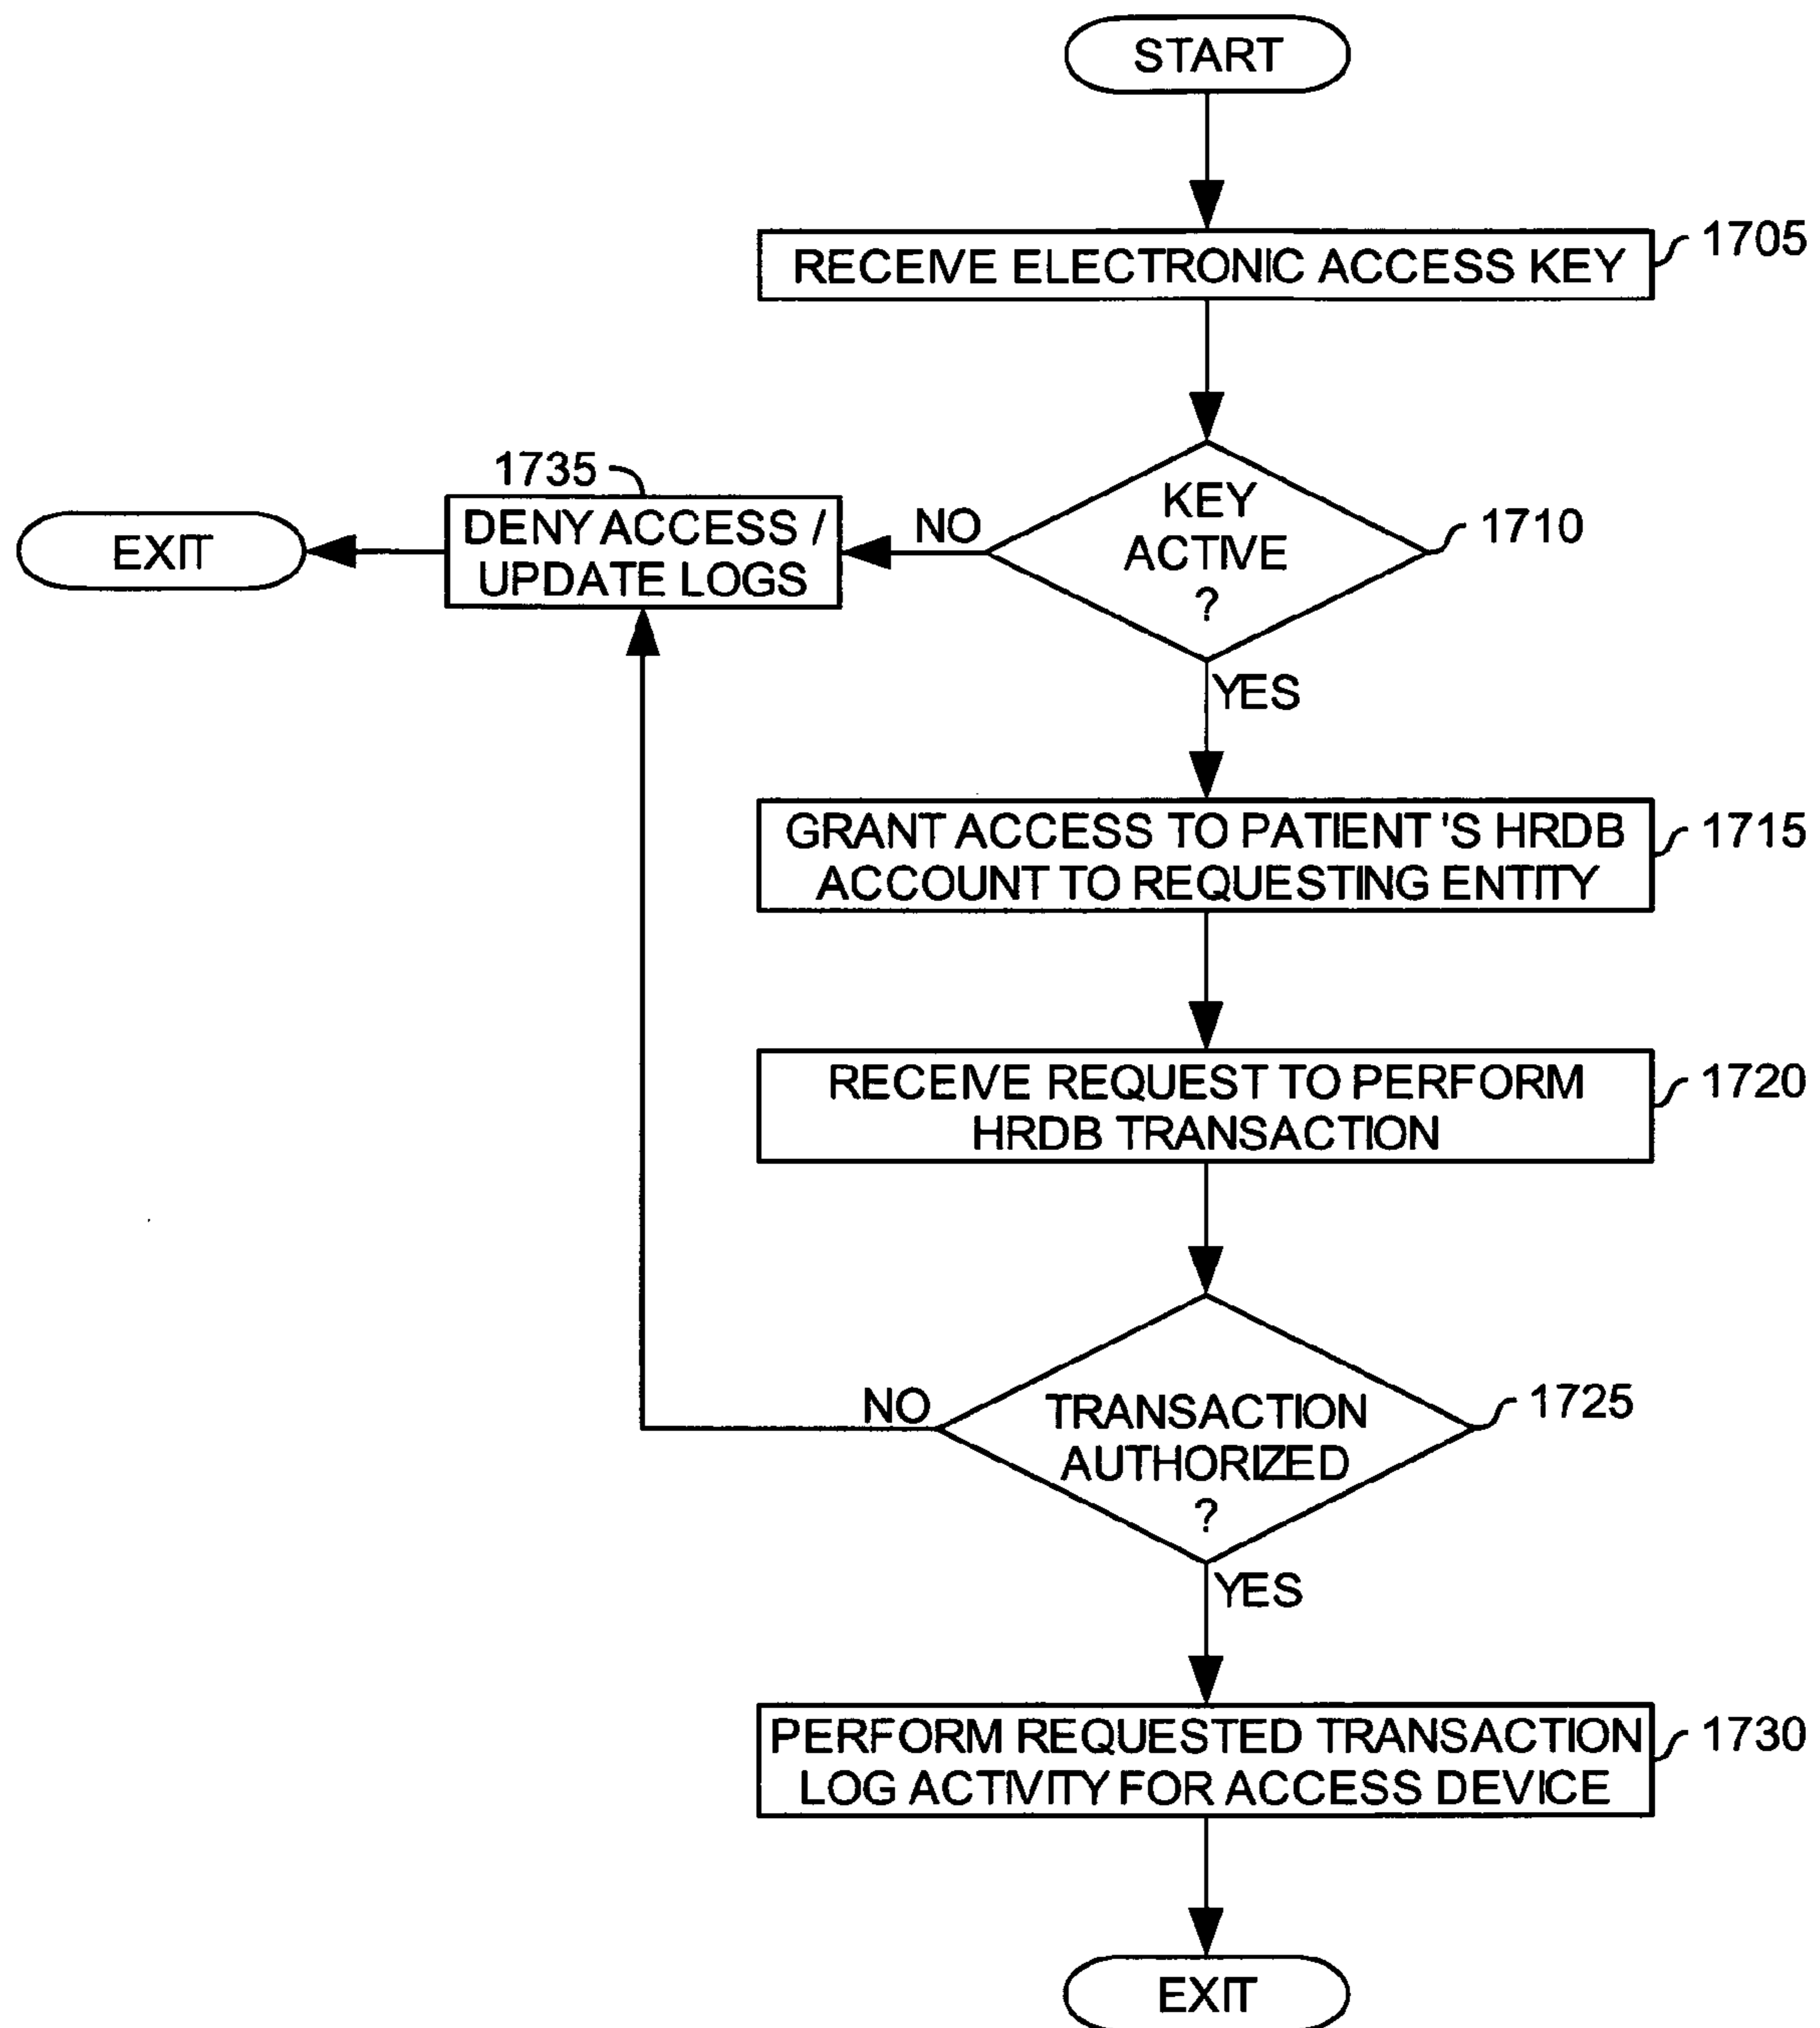 START
RECEIVE ELECTRONIC ACCESS KEY
1705
1735
DENY ACCESS /
UPDATE LOGS
EXIT
NO
KEY
ACTIVE
?
1710
YES
GRANT ACCESS TO PATIENT'S HRDB
ACCOUNT TO REQUESTING ENTITY
1715
RECEIVE REQUEST TO PERFORM
HRDB TRANSACTION
1720
NO
TRANSACTION
AUTHORIZED
?
1725
YES
PERFORM REQUESTED TRANSACTION
LOG ACTIVITY FOR ACCESS DEVICE
1730
EXIT